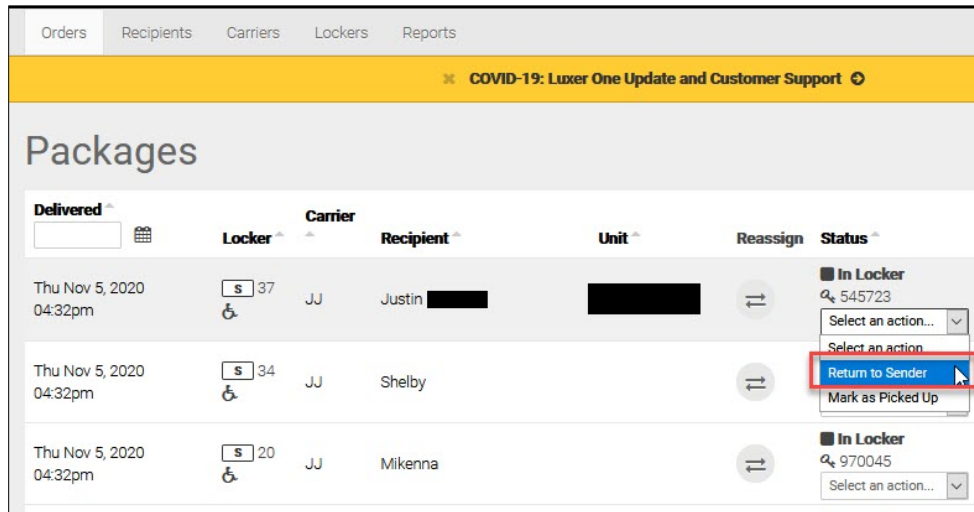 Orders Recipients Carriers Lockers Reports
COVID-19: Luxer One Update and Customer Support
Packages
Delivered Locker Carrier Recipient Unit Reassign Status
Thu Nov 5, 2020 04:32pm S 37 JJ Justin In Locker 545723
Select an action...
Select an action
Return to Sender
Mark as Picked Up
Thu Nov 5, 2020 04:32pm S 34 JJ Shelby
Thu Nov 5, 2020 04:32pm S 20 JJ Mikenna In Locker 970045
Select an action...